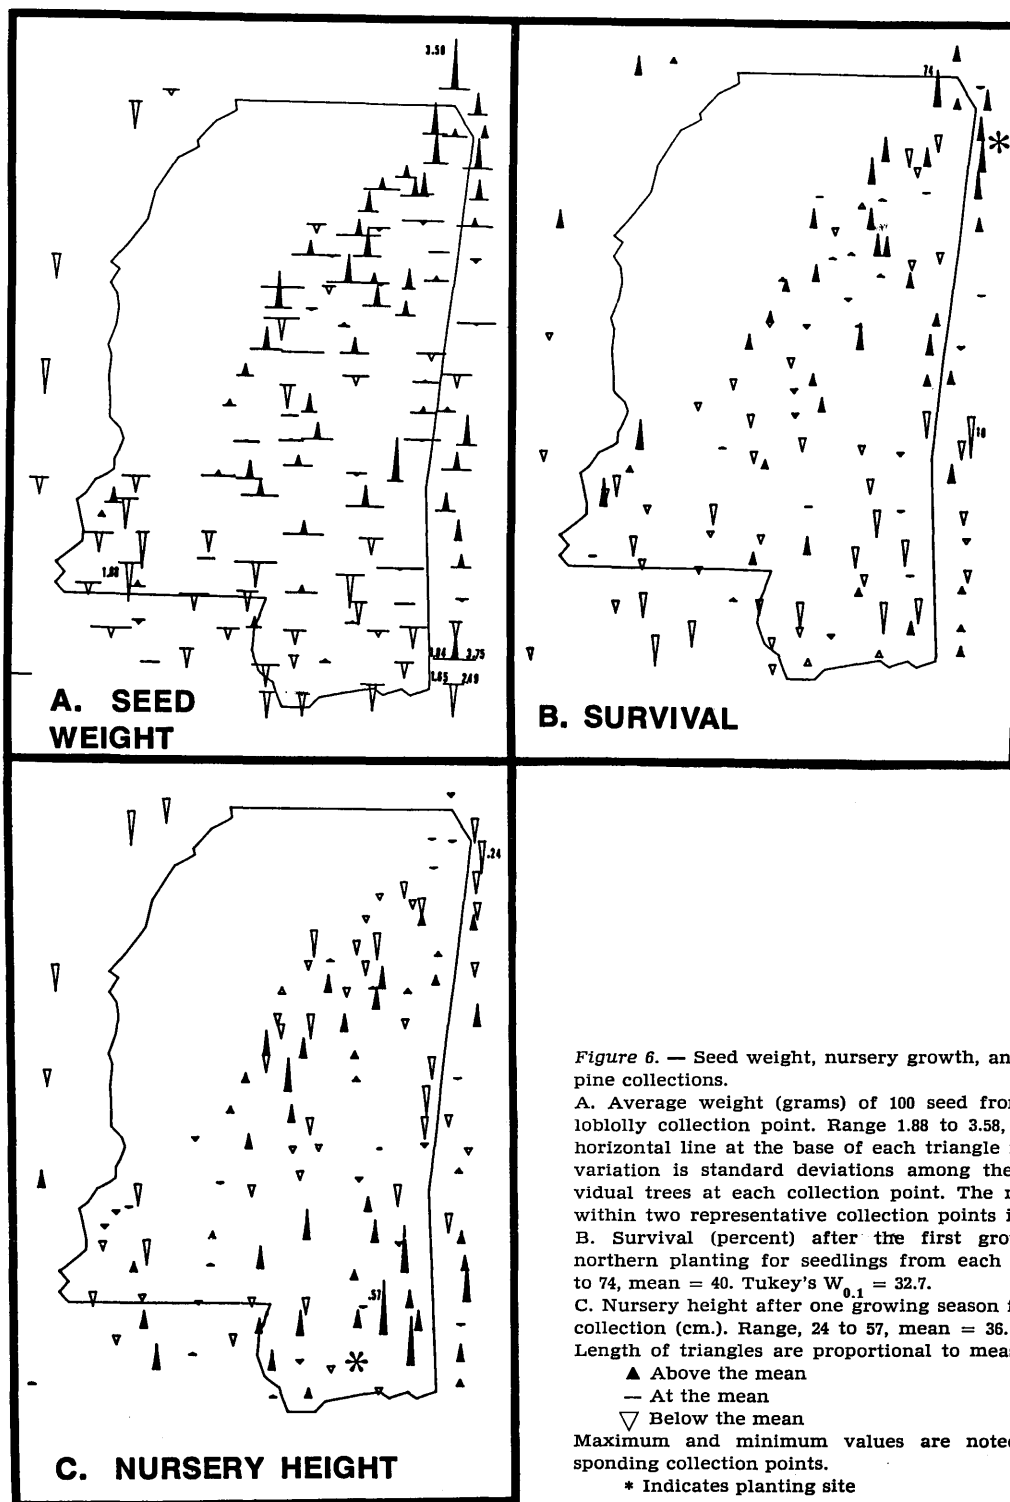 3.58
1.88
1.84 3.75
1.65 2.49
A. SEED
WEIGHT
74
*
10
B. SURVIVAL
.24
.57
*
C. NURSERY HEIGHT
Figure 6. — Seed weight, nursery growth, an
pine collections.
A. Average weight (grams) of 100 seed from
loblolly collection point. Range 1.88 to 3.58,
horizontal line at the base of each triangle
variation is standard deviations among the
vidual trees at each collection point. The
within two representative collection points
B. Survival (percent) after the first grow
northern planting for seedlings from each
to 74, mean = 40. Tukey's W0.1 = 32.7.
C. Nursery height after one growing season
collection (cm.). Range, 24 to 57, mean = 36.
Length of triangles are proportional to meas
▲ Above the mean
— At the mean
▽ Below the mean
Maximum and minimum values are noted
sponding collection points.
* Indicates planting site